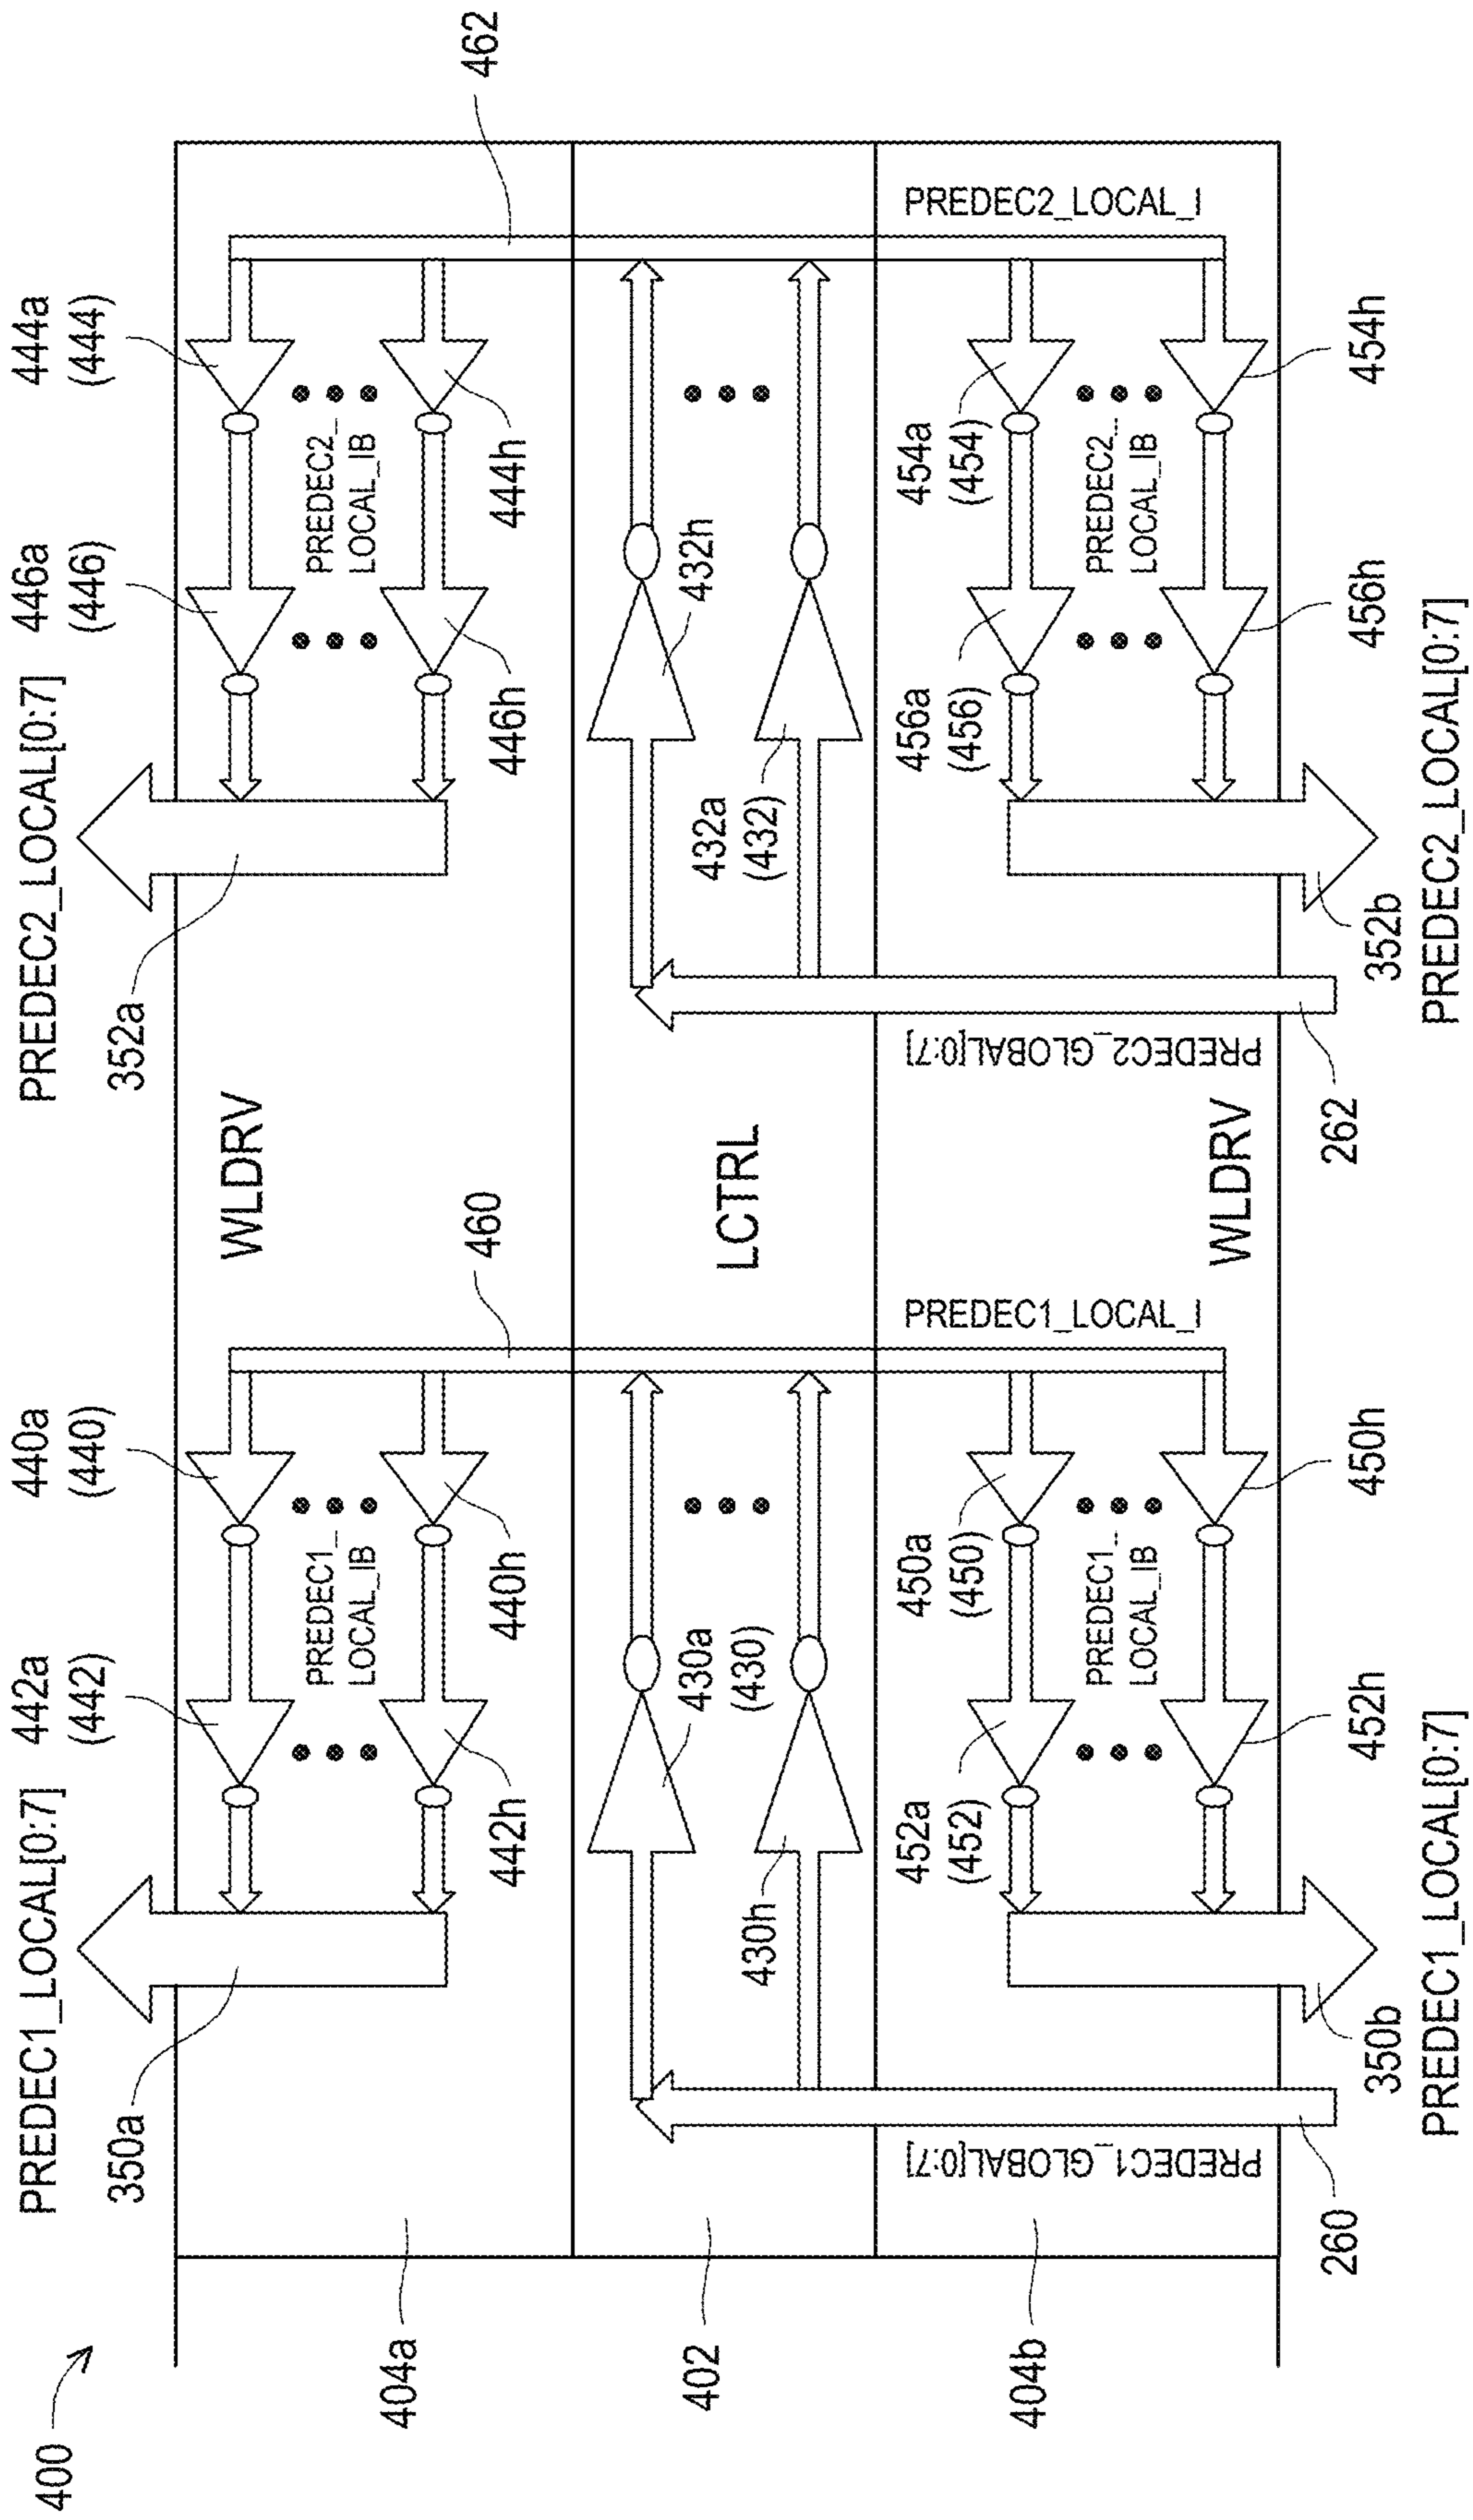 400
PREDEC1_LOCAL[0:7]
PREDEC2_LOCAL[0:7]
442a
(442)
440a
(440)
446a
(446)
444a
(444)
350a
352a
462
460
WLDRV
PREDEC1_
LOCAL_IB
PREDEC2_
LOCAL_IB
404a
442h
440h
446h
444h
430a
(430)
432h
402
LCTRL
430h
432a
(432)
452a
(452)
450a
(450)
456a
(456)
454a
(454)
PREDEC1_GLOBAL[0:7]
PREDEC1_LOCAL_I
PREDEC2_GLOBAL[0:7]
PREDEC2_LOCAL_I
404b
PREDEC1_
LOCAL_IB
PREDEC2_
LOCAL_IB
WLDRV
260
452h
450h
262
456h
454h
350b
352b
PREDEC1_LOCAL[0:7]
PREDEC2_LOCAL[0:7]